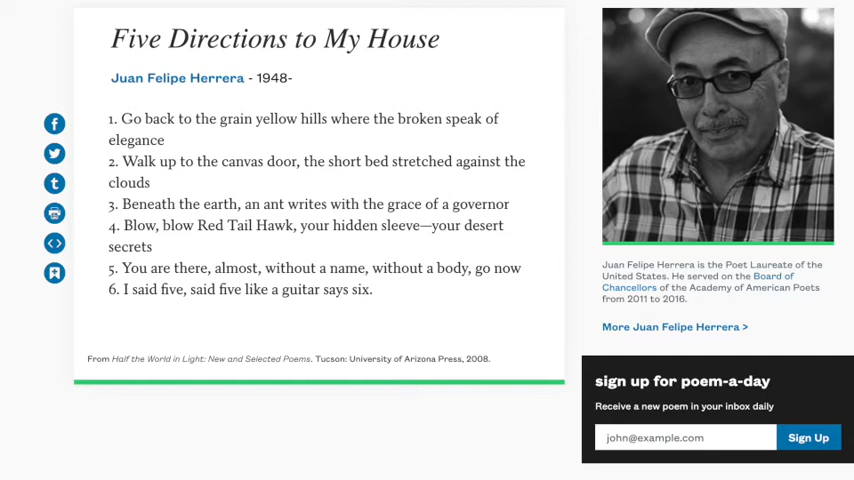 Five Directions to My House
Juan Felipe Herrera - 1948-
1. Go back to the grain yellow hills where the broken speak of
elegance
2. Walk up to the canvas door, the short bed stretched against the
clouds
3. Beneath the earth, an ant writes with the grace of a governor
4. Blow, blow Red Tail Hawk, your hidden sleeve—your desert
secrets
5. You are there, almost, without a name, without a body, go now
6. I said five, said five like a guitar says six.
From Half the World in Light: New and Selected Poems. Tucson: University of Arizona Press, 2008.
Juan Felipe Herrera is the Poet Laureate of the
United States. He served on the Board of
Chancellors of the Academy of American Poets
from 2011 to 2016.
More Juan Felipe Herrera >
sign up for poem-a-day
Receive a new poem in your inbox daily
john@example.com
Sign Up